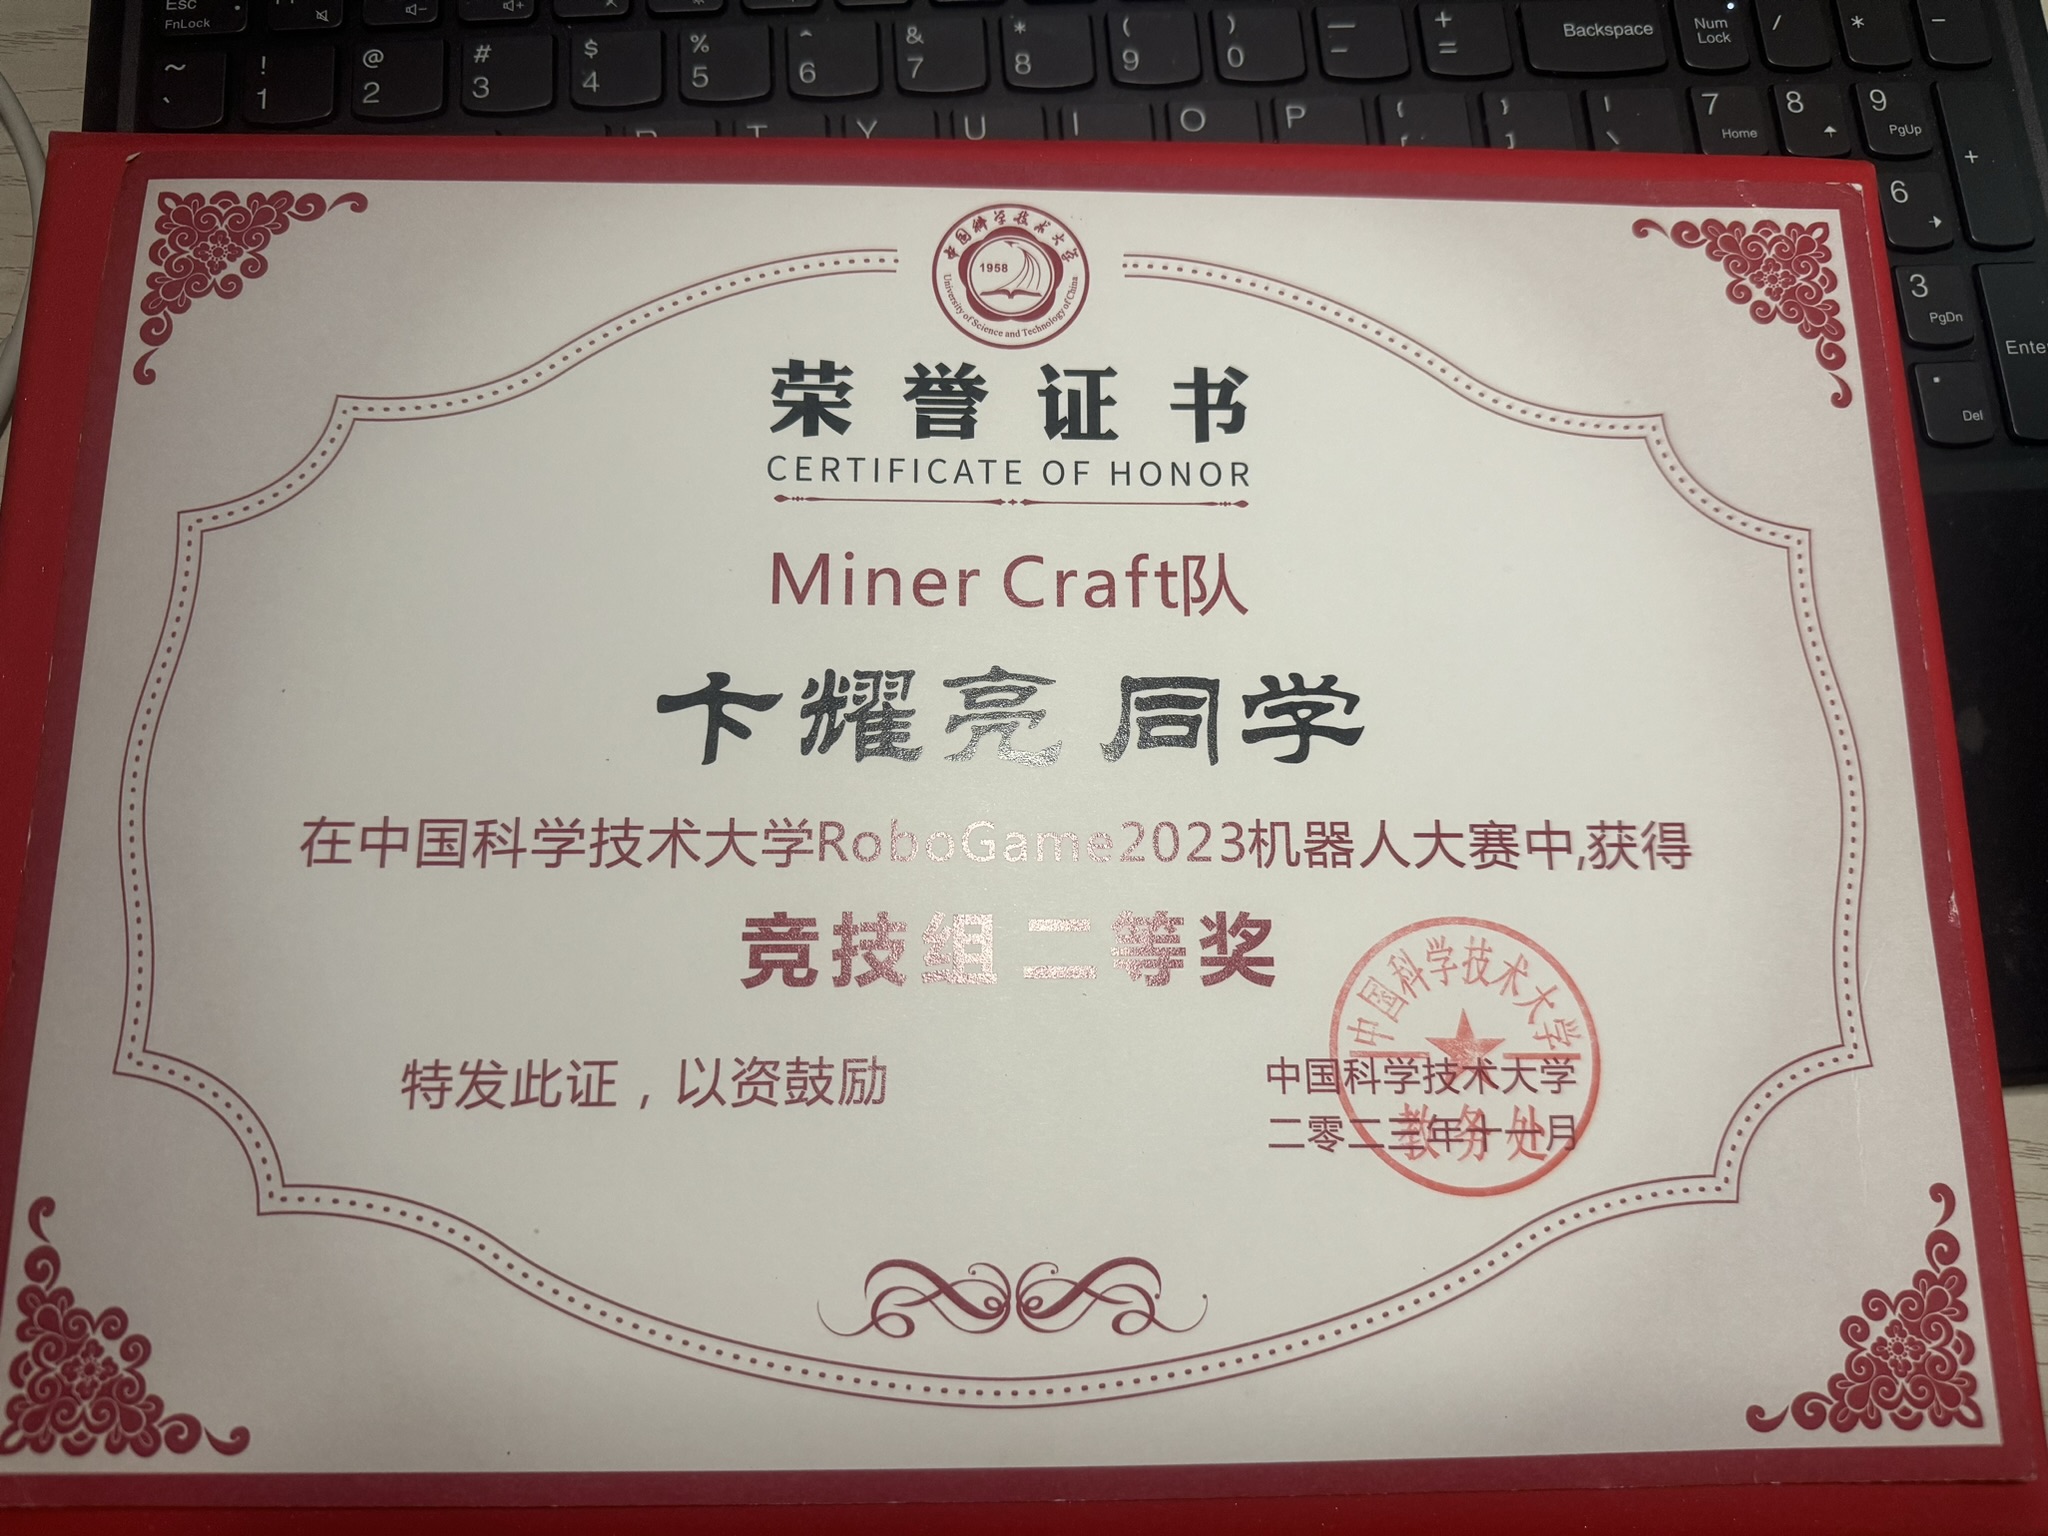 Esc
FnLock
Backspace
Num
Lock
/
*
-
~
`
!
1
@
2
#
3
$
4
%
5
^
6
&
7
*
8
(
9
)
0
—
-
+
=
T
Y
U
I
O
P
7
Home
8
9
PgUp
+
6
3
PgDn
Ente
.
Del
中国科学技术大学
1958
University of Science and Technology of China
荣誉证书
CERTIFICATE OF HONOR
Miner Craft队
卞耀亮 同学
在中国科学技术大学RoboGame2023机器人大赛中,获得
竞技组 二等奖
特发此证，以资鼓励
中国科学技术大学
二零二三年十一月
中国科学技术大学
教务处